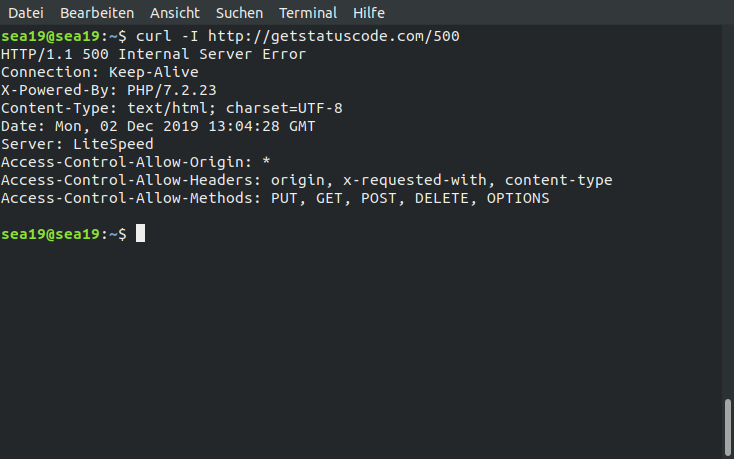 Datei Bearbeiten Ansicht Suchen Terminal Hilfe
sea19@sea19:~$ curl -I http://getstatuscode.com/500
HTTP/1.1 500 Internal Server Error
Connection: Keep-Alive
X-Powered-By: PHP/7.2.23
Content-Type: text/html; charset=UTF-8
Date: Mon, 02 Dec 2019 13:04:28 GMT
Server: LiteSpeed
Access-Control-Allow-Origin: *
Access-Control-Allow-Headers: origin, x-requested-with, content-type
Access-Control-Allow-Methods: PUT, GET, POST, DELETE, OPTIONS
sea19@sea19:~$